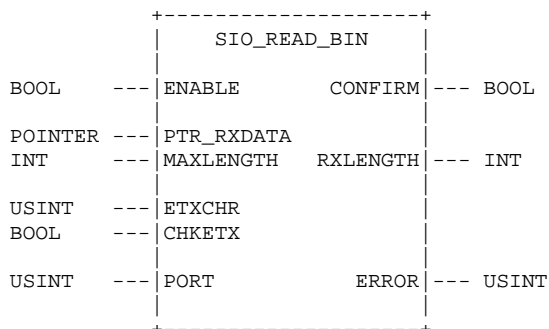 +--------------------+
| SIO_READ_BIN |
BOOL ---|ENABLE CONFIRM|--- BOOL
POINTER ---|PTR_RXDATA |
INT ---|MAXLENGTH RXLENGTH|--- INT
USINT ---|ETXCHR |
BOOL ---|CHKETX |
USINT ---|PORT ERROR|--- USINT
+--------------------+